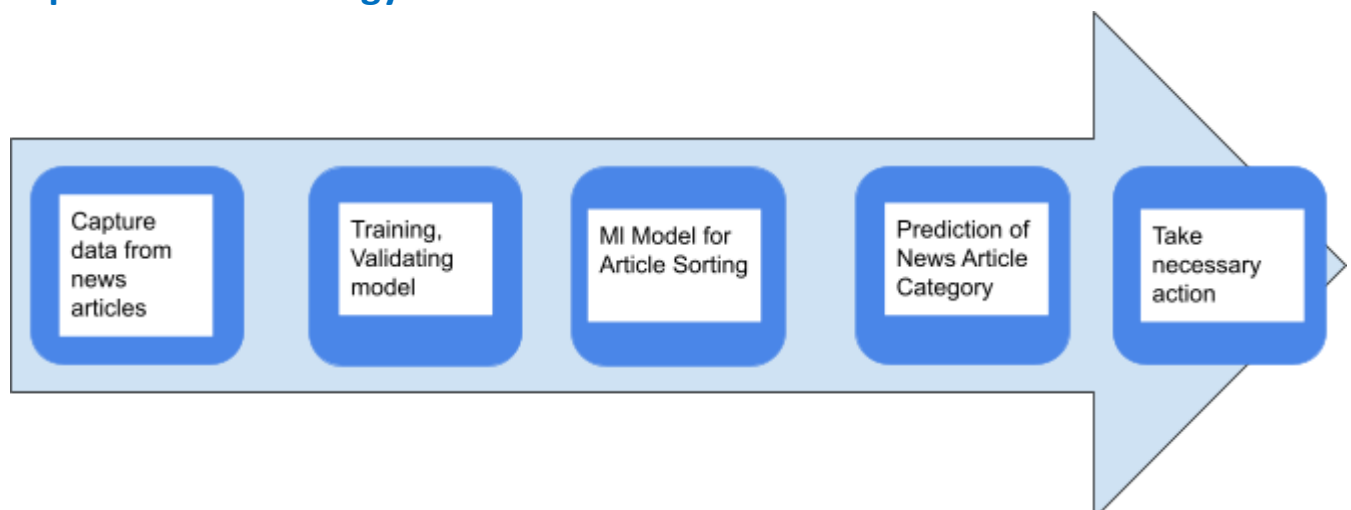 Capture
data from
news
articles
Training,
Validating
model
MI Model for
Article Sorting
Prediction of
News Article
Category
Take
necessary
action